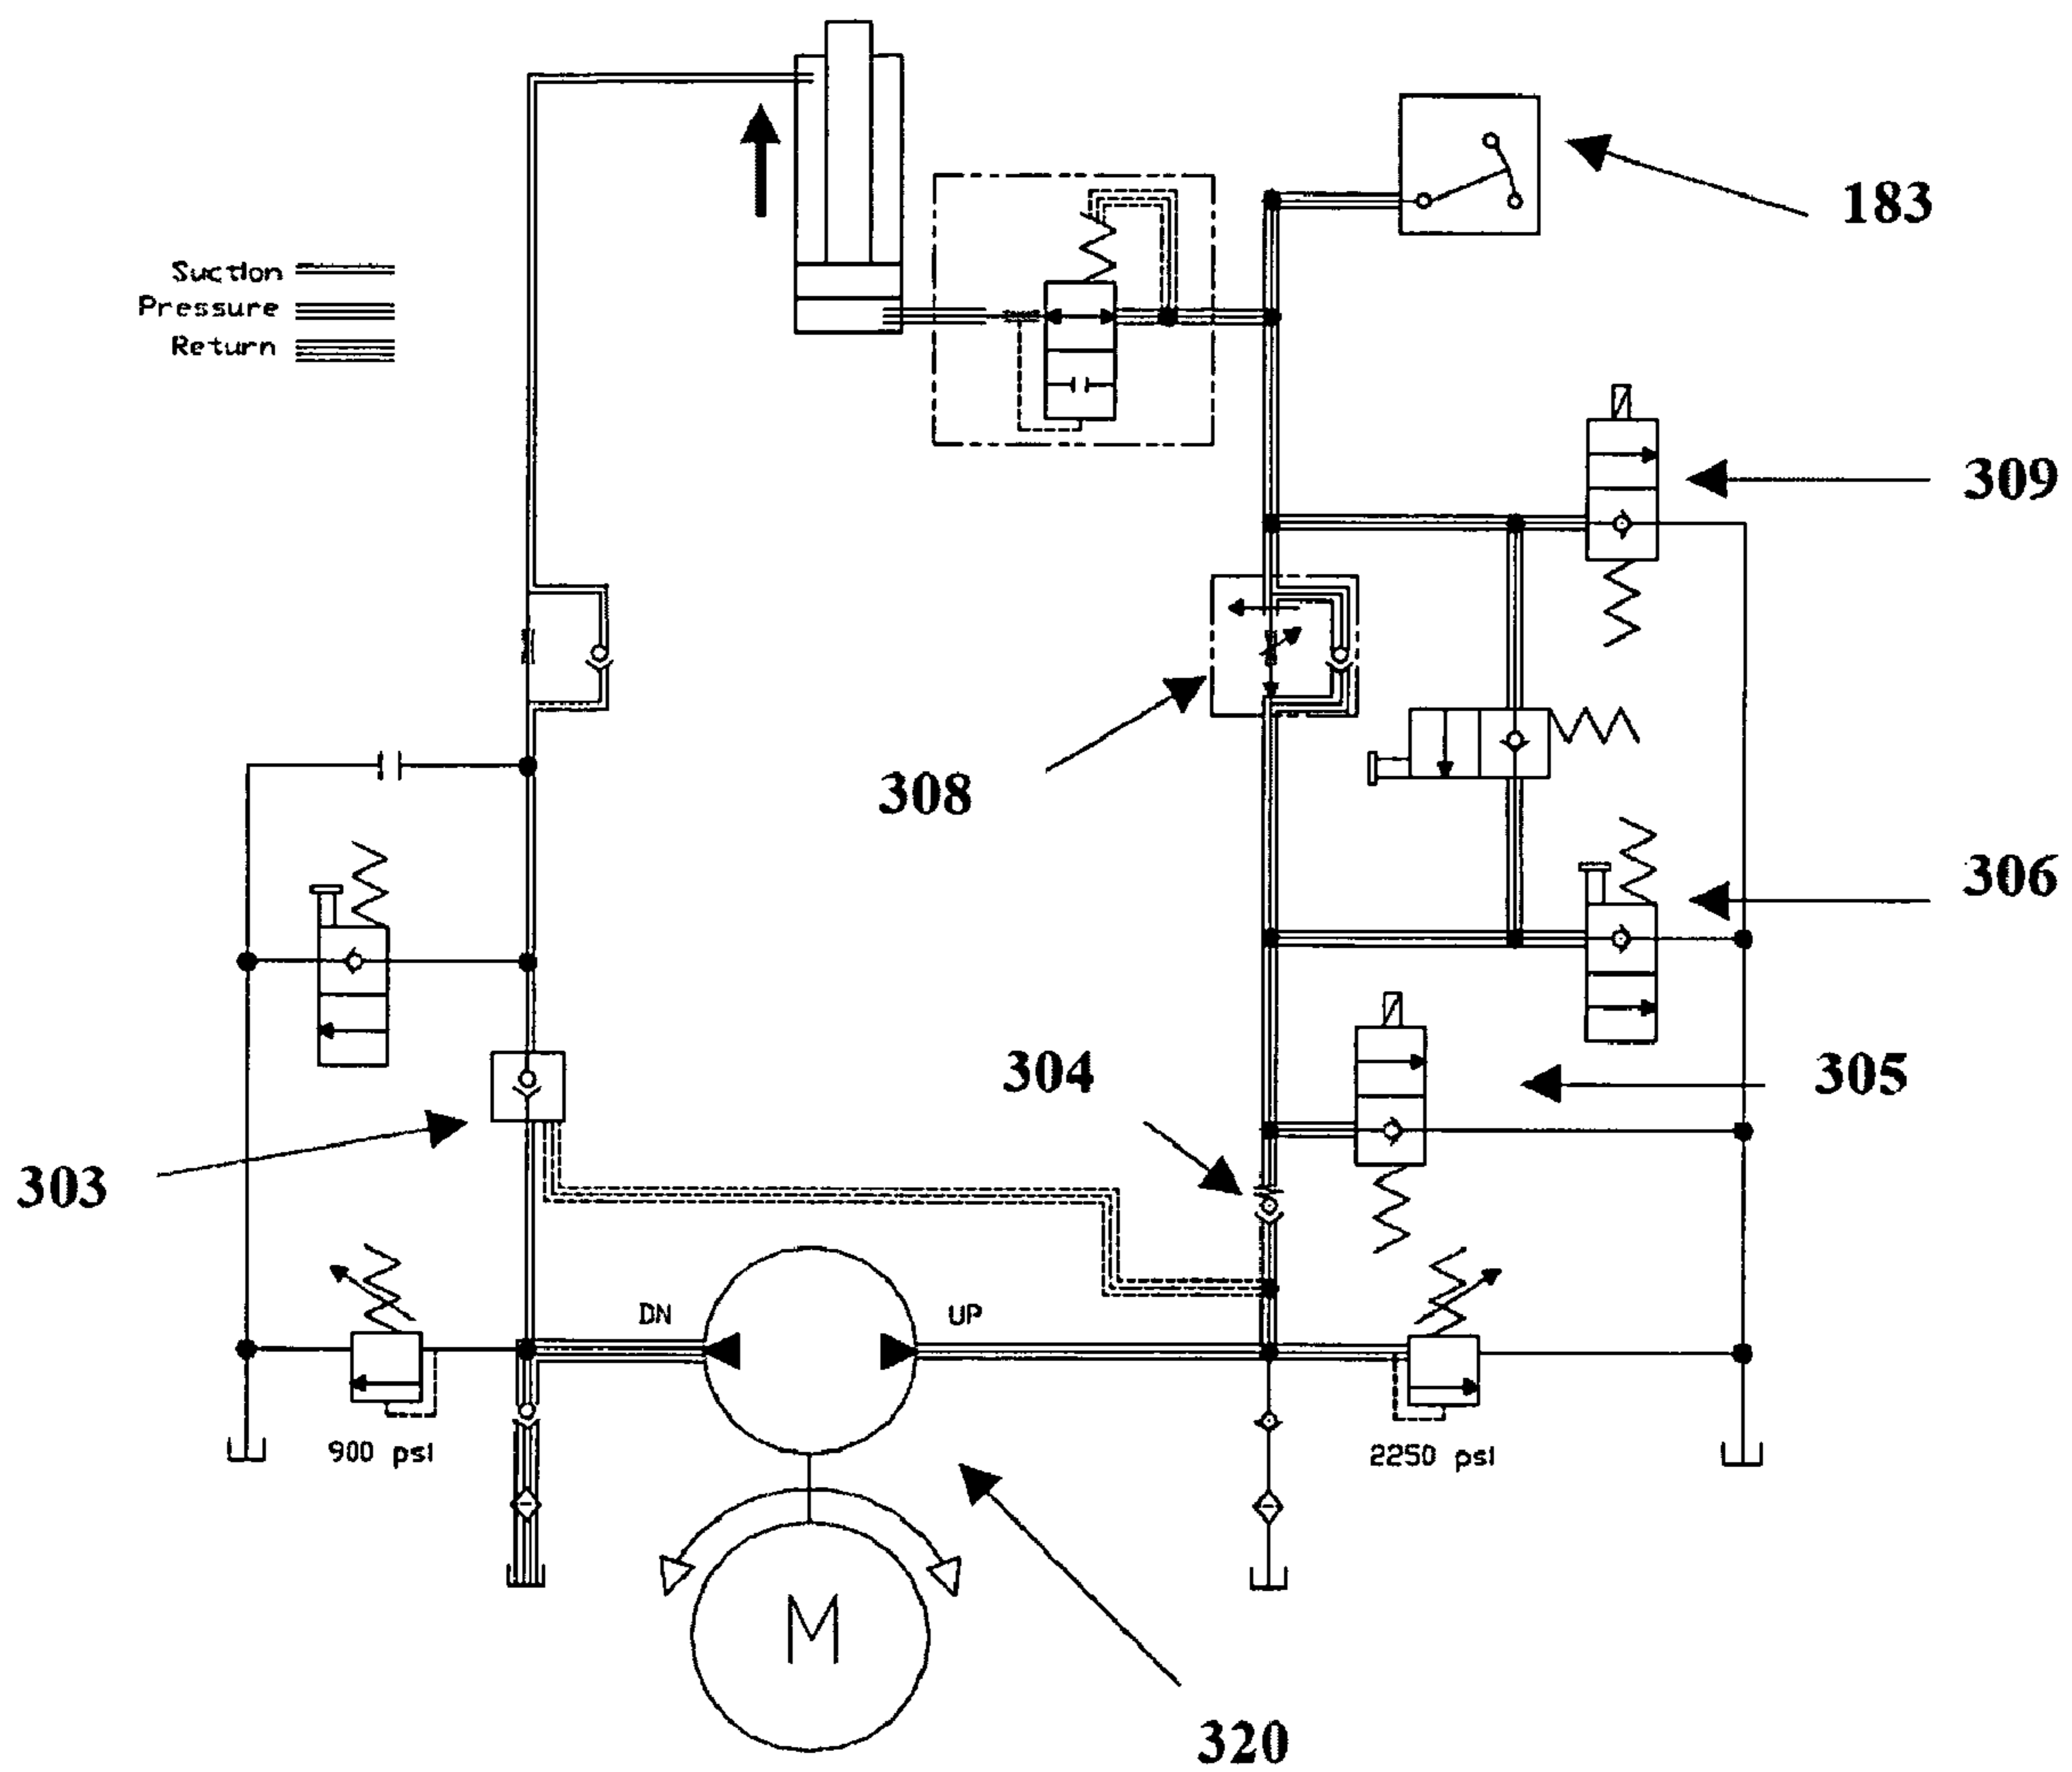 183
Suction
Pressure
Return
309
308
306
304
305
303
DN
UP
900 psi
2250 psi
M
320